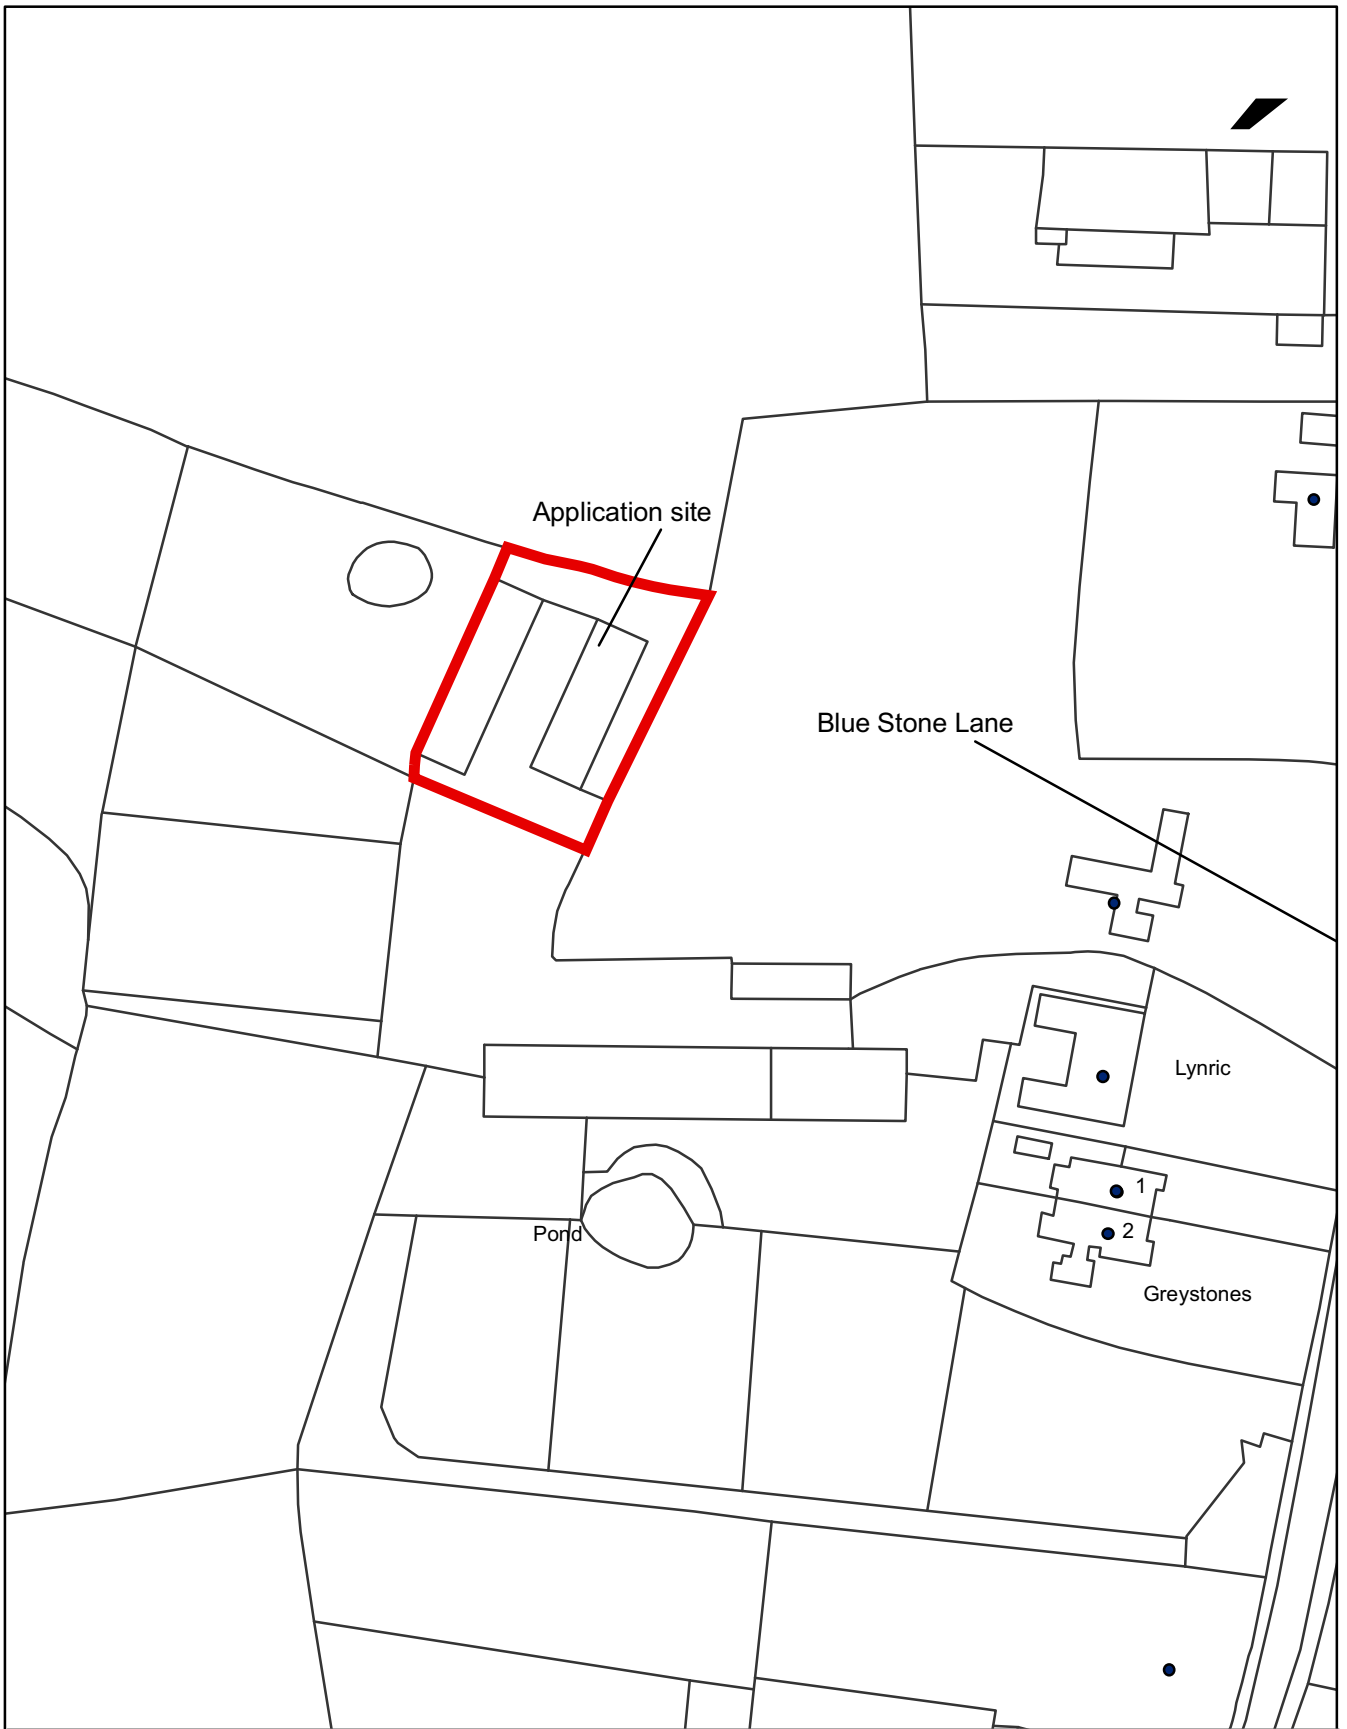 Application site
Blue Stone Lane
Lynric
1
2
Pond
Greystones